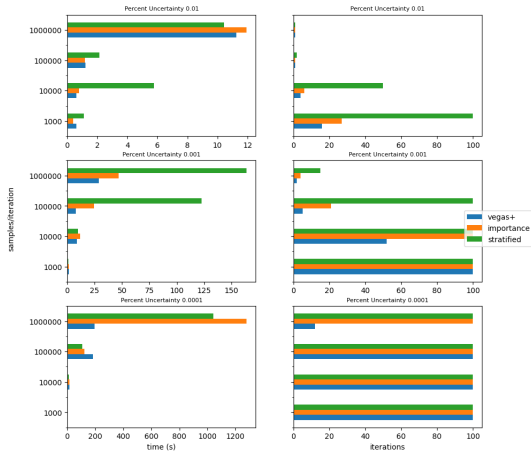 Percent Uncertainty 0.01
1000000
100000
10000
1000
0 2 4 6 8 10 12
Percent Uncertainty 0.01
0 20 40 60 80 100
samples/iteration
Percent Uncertainty 0.001
1000000
100000
10000
1000
0 25 50 75 100 125 150
Percent Uncertainty 0.001
0 20 40 60 80 100
vegas+
importance
stratified
Percent Uncertainty 0.0001
1000000
100000
10000
1000
0 200 400 600 800 1000 1200
time (s)
Percent Uncertainty 0.0001
0 20 40 60 80 100
iterations